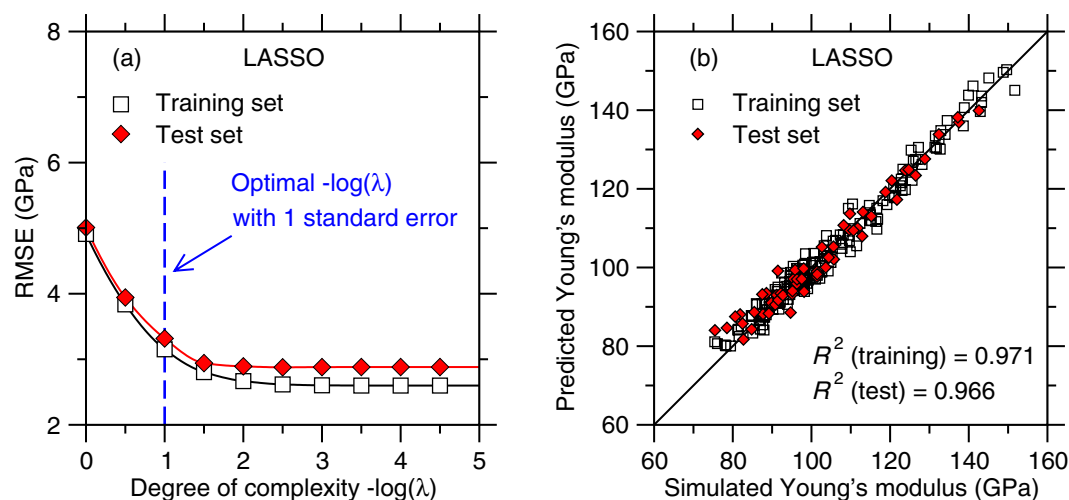 (a) LASSO
Training set
Test set
Optimal -log(λ)
with 1 standard error
RMSE (GPa)
8
6
4
2
0 1 2 3 4 5
Degree of complexity -log(λ)
(b) LASSO
Training set
Test set
R² (training) = 0.971
R² (test) = 0.966
Predicted Young's modulus (GPa)
160
140
120
100
80
60
60 80 100 120 140 160
Simulated Young's modulus (GPa)